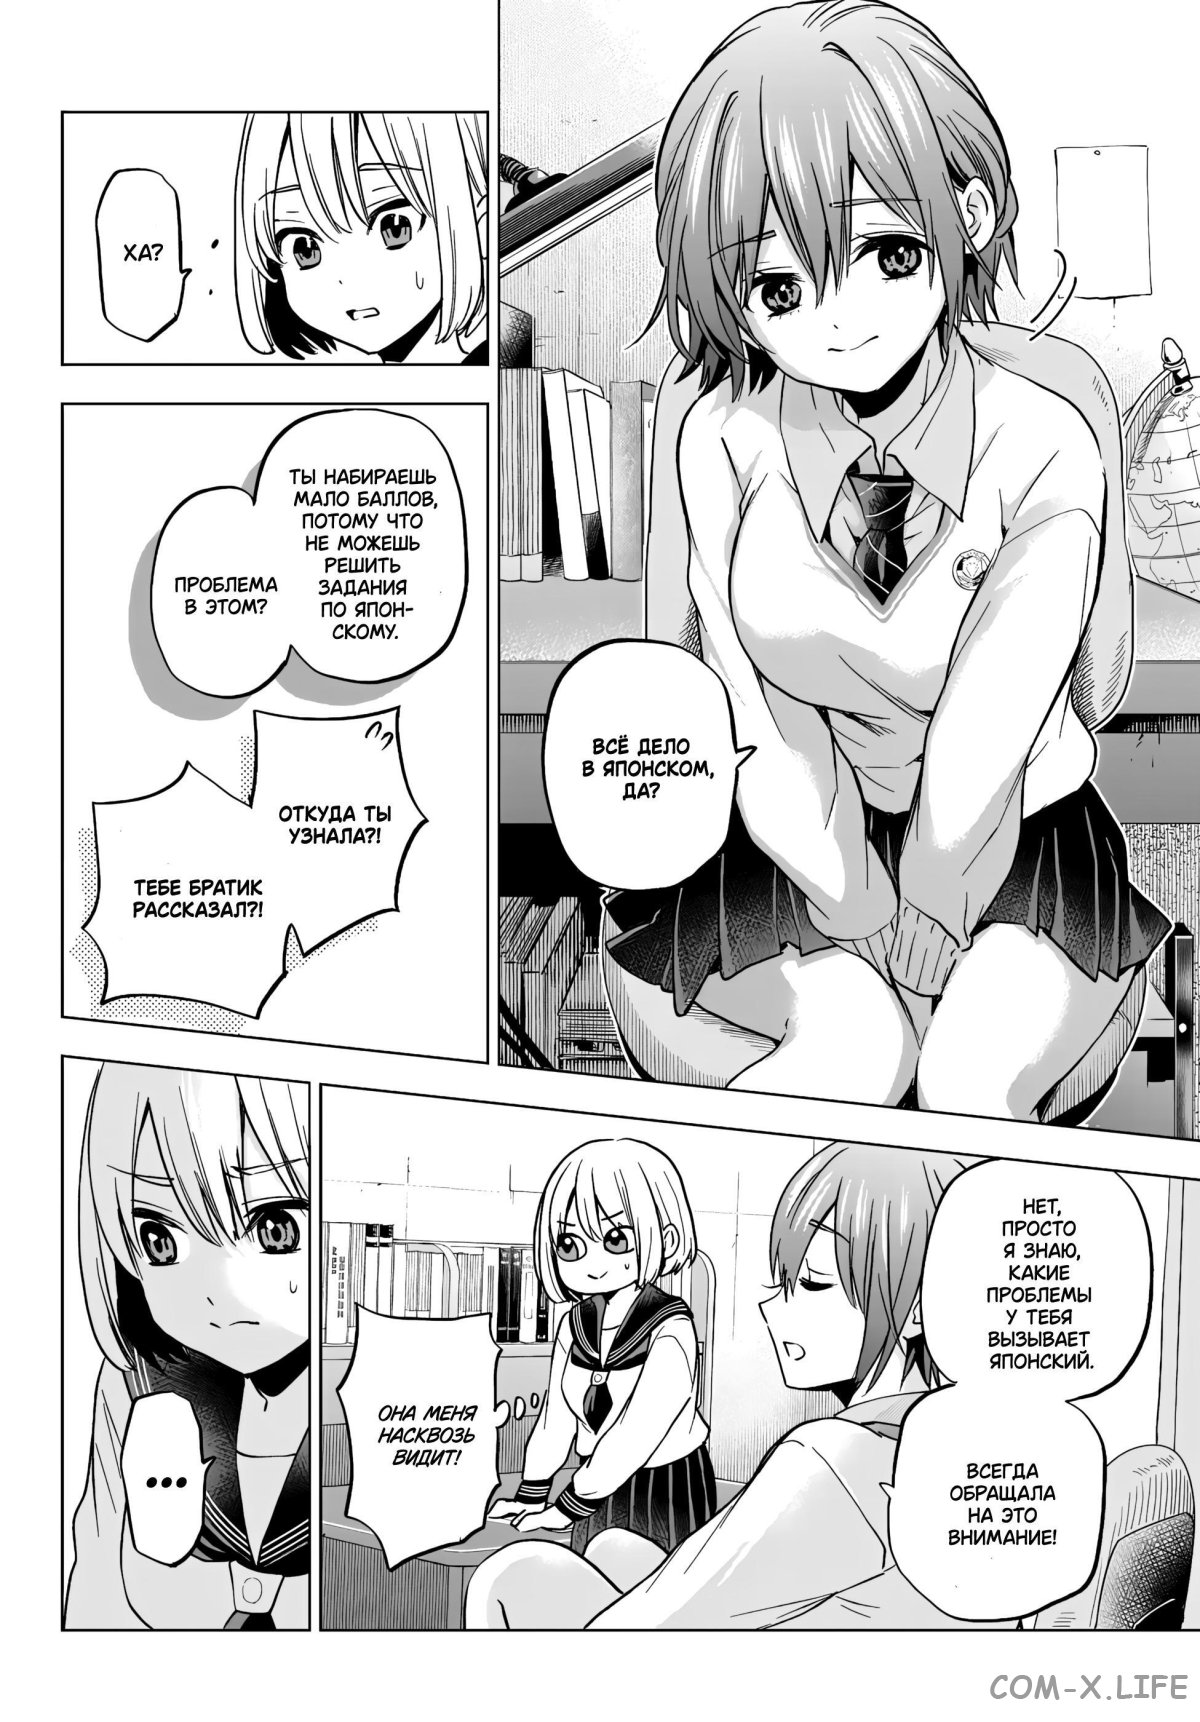 ВСЁ ДЕЛО
В ЯПОНСКОМ,
ДА?
ХА?
ТЫ НАБИРАЕШЬ
МАЛО БАЛЛОВ,
ПОТОМУ ЧТО
НЕ МОЖЕШЬ
РЕШИТЬ
ЗАДАНИЯ
ПО ЯПОН-
СКОМУ.
ПРОБЛЕМА
В ЭТОМ?
ОТКУДА ТЫ
УЗНАЛА?!
ТЕБЕ БРАТИК
РАССКАЗАЛ?!
НЕТ,
ПРОСТО
Я ЗНАЮ,
КАКИЕ
ПРОБЛЕМЫ
У ТЕБЯ
ВЫЗЫВАЕТ
ЯПОНСКИЙ.
ВСЕГДА
ОБРАЩАЛА
НА ЭТО
ВНИМАНИЕ!
ОНА МЕНЯ
НАСКВОЗЬ
ВИДИТ!
...
COM-X.LIFE